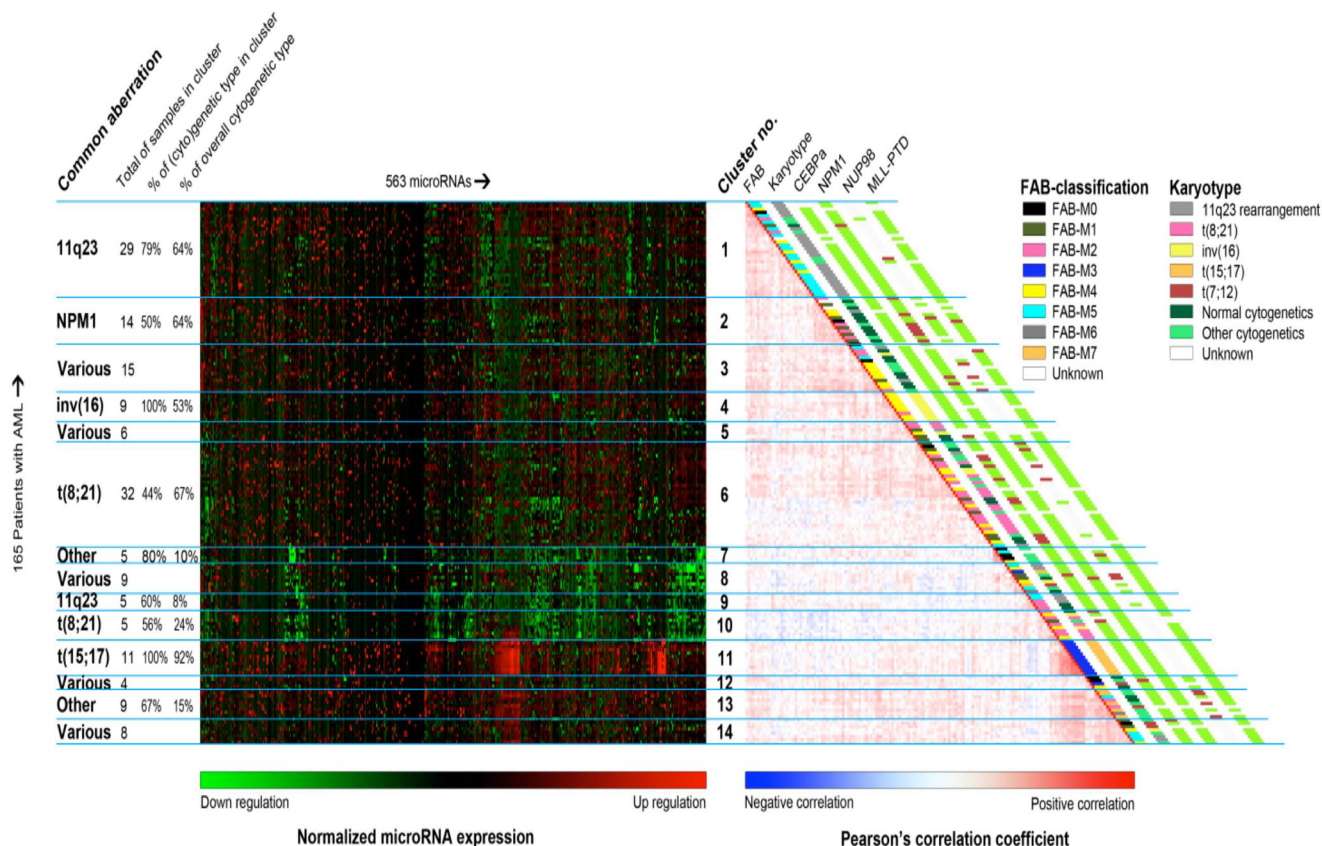 Common aberration
Total of samples in cluster
% of (cyto)genetic type in cluster
% of overall cytogenetic type
563 microRNAs →
Cluster no.
FAB
Karyotype
CEBPa
NPM1
NUP98
MLL-PTD
165 Patients with AML →
11q23 29 79% 64% 1
NPM1 14 50% 64% 2
Various 15 3
inv(16) 9 100% 53% 4
Various 6 5
t(8;21) 32 44% 67% 6
Other 5 80% 10% 7
Various 9 8
11q23 5 60% 8% 9
t(8;21) 5 56% 24% 10
t(15;17) 11 100% 92% 11
Various 4 12
Other 9 67% 15% 13
Various 8 14
FAB-classification
FAB-M0
FAB-M1
FAB-M2
FAB-M3
FAB-M4
FAB-M5
FAB-M6
FAB-M7
Unknown
Karyotype
11q23 rearrangement
t(8;21)
inv(16)
t(15;17)
t(7;12)
Normal cytogenetics
Other cytogenetics
Unknown
Down regulation Up regulation
Normalized microRNA expression
Negative correlation Positive correlation
Pearson's correlation coefficient